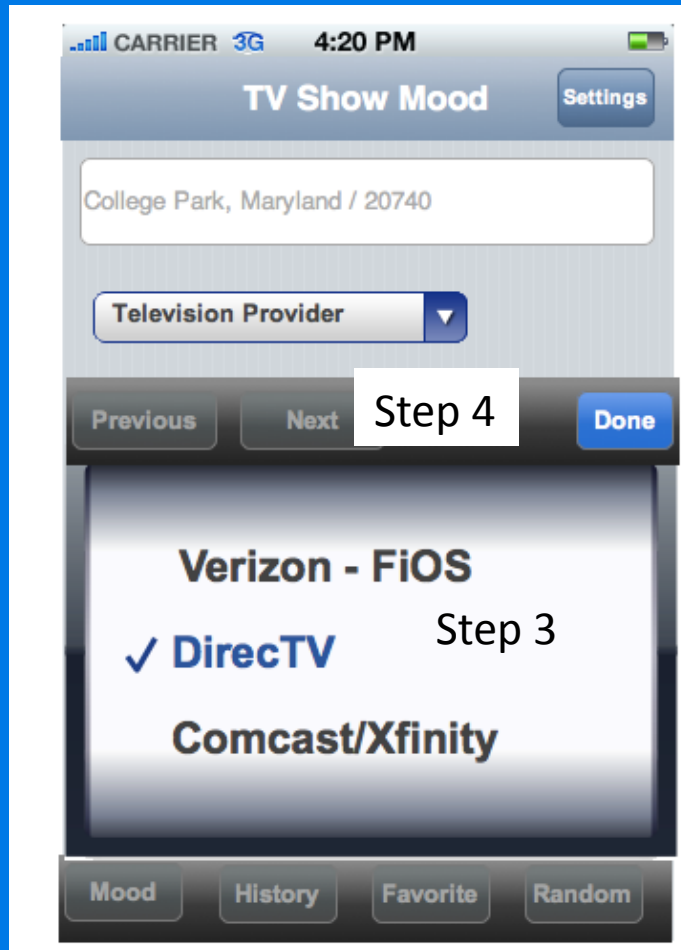 CARRIER 3G 4:20 PM
TV Show Mood Settings
College Park, Maryland / 20740
Television Provider
Previous Next Step 4 Done
Verizon - FiOS
Step 3
✓ DirecTV
Comcast/Xfinity
Mood History Favorite Random